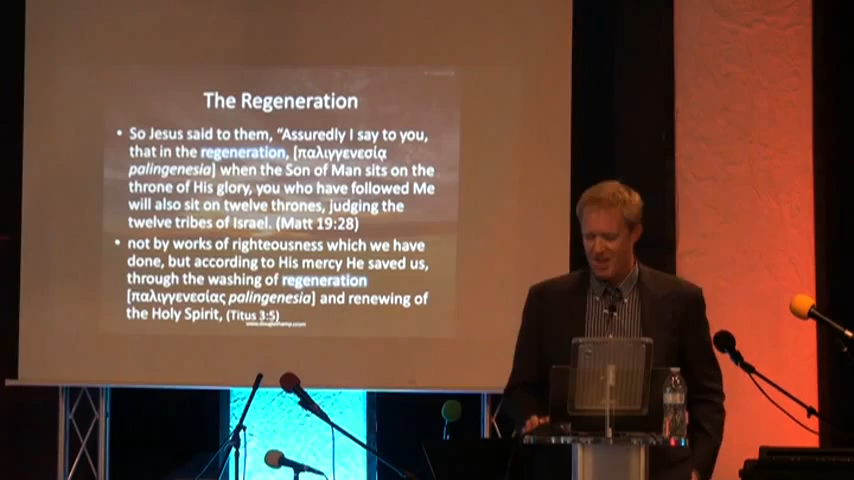 The Regeneration
• So Jesus said to them, “Assuredly I say to you,
that in the regeneration, [παλιγγενεσίᾳ
palingenesia] when the Son of Man sits on the
throne of His glory, you who have followed Me
will also sit on twelve thrones, judging the
twelve tribes of Israel. (Matt 19:28)
• not by works of righteousness which we have
done, but according to His mercy He saved us,
through the washing of regeneration
[παλιγγενεσίας palingenesia] and renewing of
the Holy Spirit, (Titus 3:5)
www.douglashamp.com